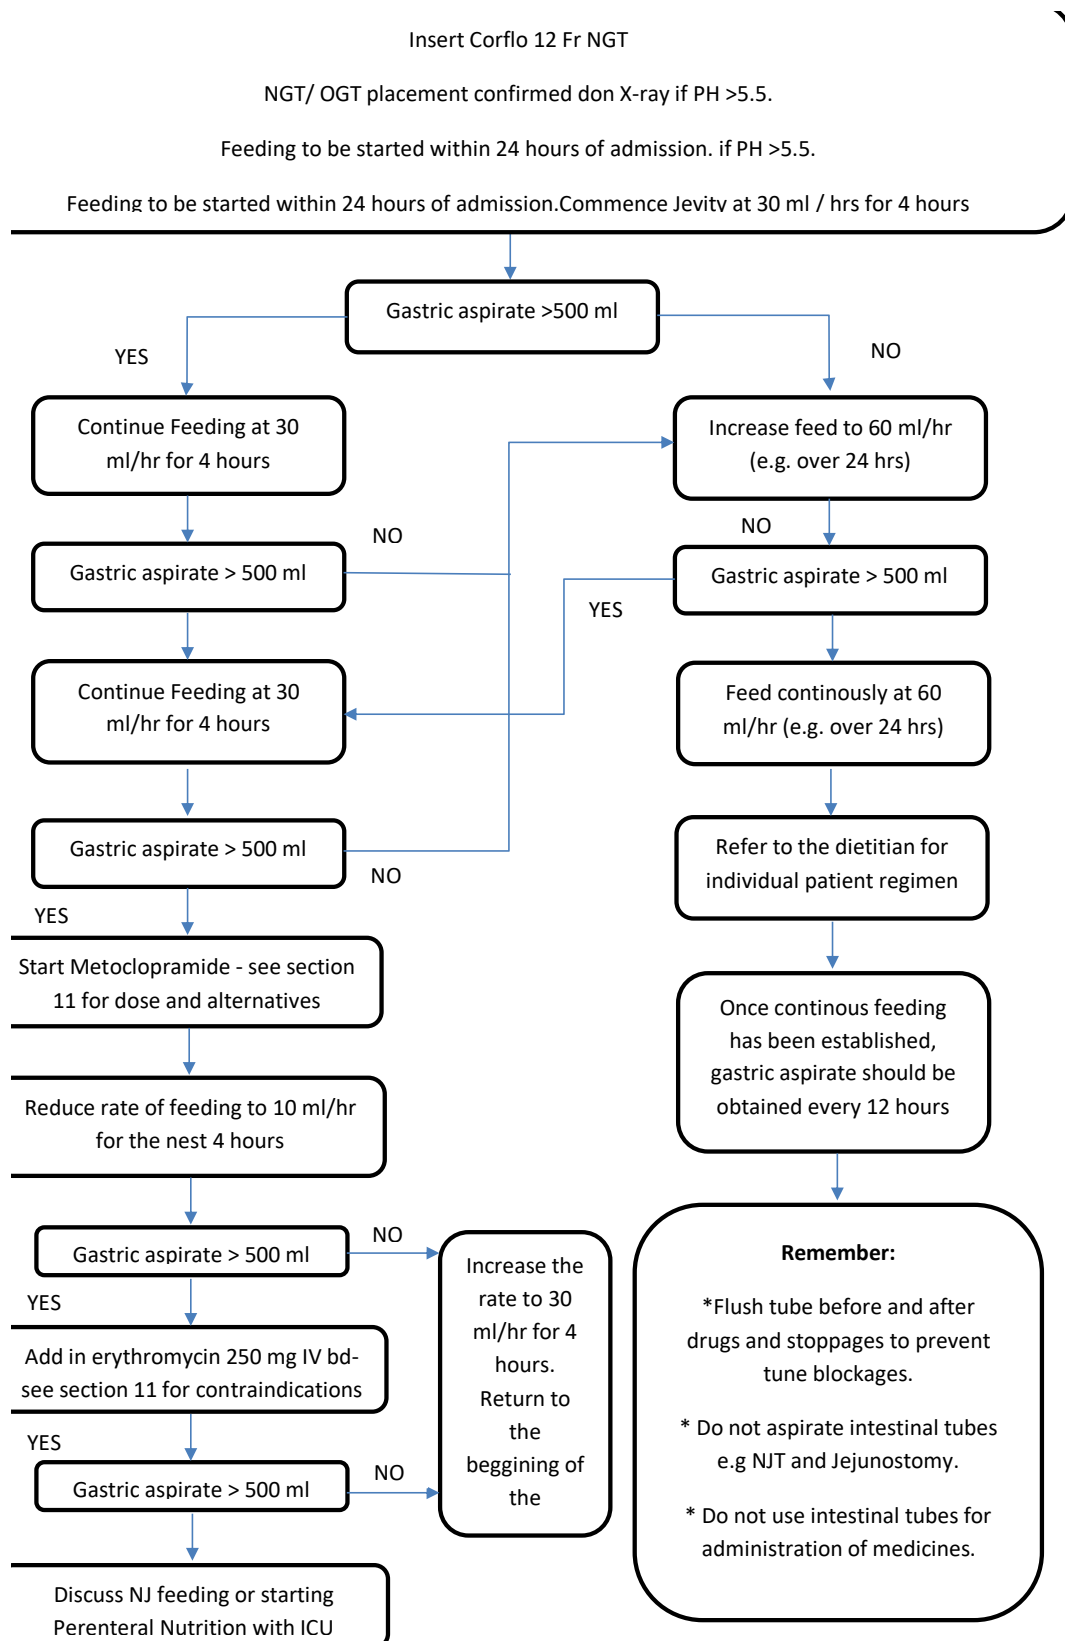 Insert Corflo 12 Fr NGT
NGT/ OGT placement confirmed don X-ray if PH >5.5.
Feeding to be started within 24 hours of admission. if PH >5.5.
Feeding to be started within 24 hours of admission.Commence Jevity at 30 ml / hrs for 4 hours
Gastric aspirate >500 ml
YES
NO
Continue Feeding at 30
ml/hr for 4 hours
Increase feed to 60 ml/hr
(e.g. over 24 hrs)
NO
NO
Gastric aspirate > 500 ml
Gastric aspirate > 500 ml
YES
Continue Feeding at 30
ml/hr for 4 hours
Feed continously at 60
ml/hr (e.g. over 24 hrs)
Gastric aspirate > 500 ml
NO
Refer to the dietitian for
individual patient regimen
YES
Start Metoclopramide - see section
11 for dose and alternatives
Once continous feeding
has been established,
gastric aspirate should be
obtained every 12 hours
Reduce rate of feeding to 10 ml/hr
for the nest 4 hours
Gastric aspirate > 500 ml
NO
YES
Increase the
rate to 30
ml/hr for 4
hours.
Return to
the
beggining of
the
Add in erythromycin 250 mg IV bd-
see section 11 for contraindications
YES
Gastric aspirate > 500 ml
NO
Discuss NJ feeding or starting
Perenteral Nutrition with ICU
Remember:
*Flush tube before and after
drugs and stoppages to prevent
tune blockages.
* Do not aspirate intestinal tubes
e.g NJT and Jejunostomy.
* Do not use intestinal tubes for
administration of medicines.